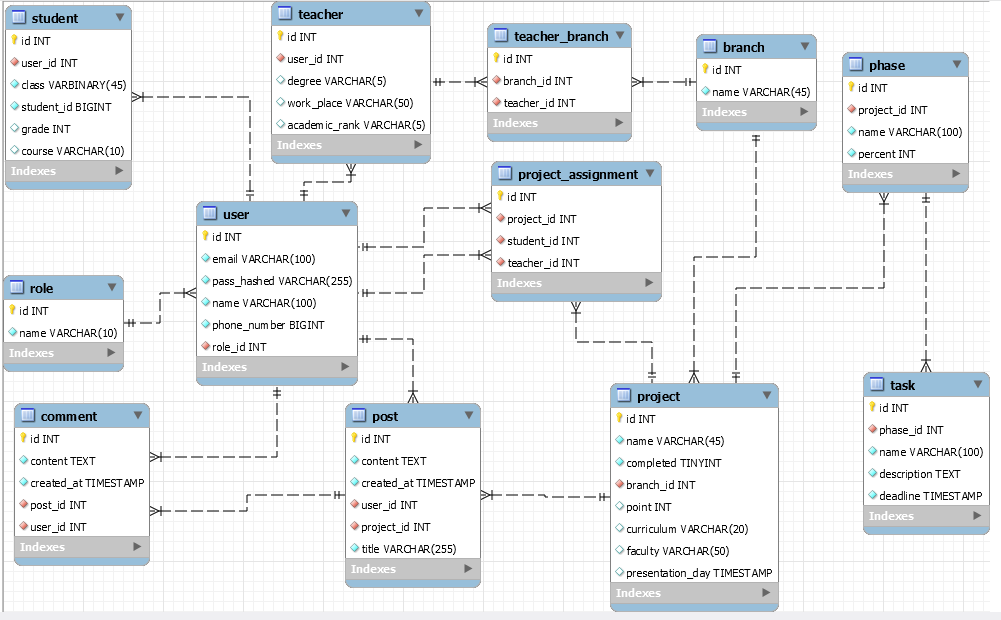 student
id INT
user_id INT
class VARBINARY(45)
student_id BIGINT
grade INT
course VARCHAR(10)
Indexes
teacher
id INT
user_id INT
degree VARCHAR(5)
work_place VARCHAR(50)
academic_rank VARCHAR(5)
Indexes
teacher_branch
id INT
branch_id INT
teacher_id INT
Indexes
branch
id INT
name VARCHAR(45)
Indexes
phase
id INT
project_id INT
name VARCHAR(100)
percent INT
Indexes
project_assignment
id INT
project_id INT
student_id INT
teacher_id INT
Indexes
user
id INT
email VARCHAR(100)
pass_hashed VARCHAR(255)
name VARCHAR(100)
phone_number BIGINT
role_id INT
Indexes
role
id INT
name VARCHAR(10)
Indexes
comment
id INT
content TEXT
created_at TIMESTAMP
post_id INT
user_id INT
Indexes
post
id INT
content TEXT
created_at TIMESTAMP
user_id INT
project_id INT
title VARCHAR(255)
Indexes
project
id INT
name VARCHAR(45)
completed TINYINT
branch_id INT
point INT
curriculum VARCHAR(20)
faculty VARCHAR(50)
presentation_day TIMESTAMP
Indexes
task
id INT
phase_id INT
name VARCHAR(100)
description TEXT
deadline TIMESTAMP
Indexes